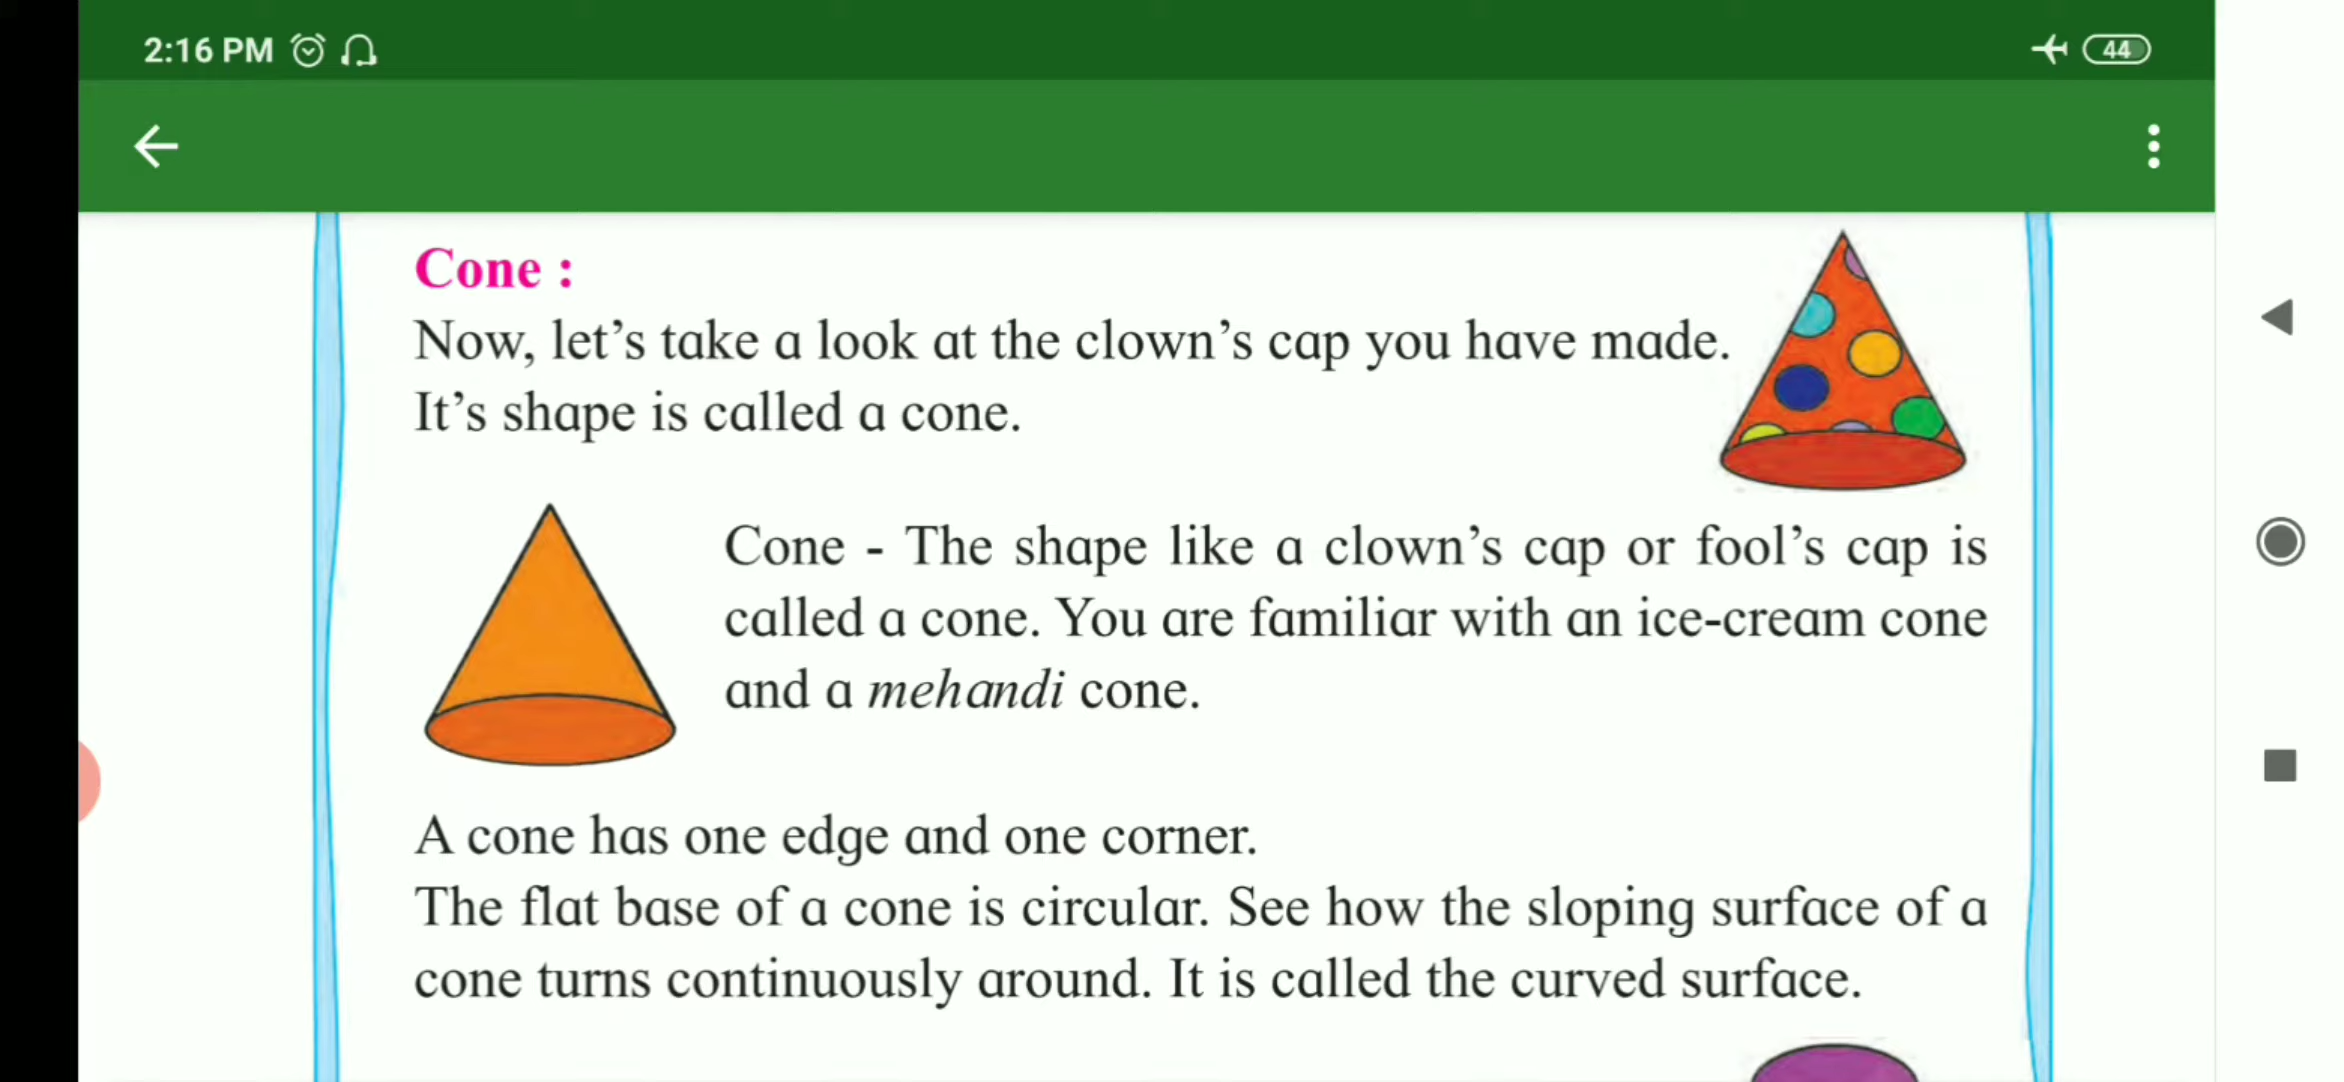 2:16 PM
44
Cone :
Now, let’s take a look at the clown’s cap you have made.
It’s shape is called a cone.
Cone - The shape like a clown’s cap or fool’s cap is
called a cone. You are familiar with an ice-cream cone
and a mehandi cone.
A cone has one edge and one corner.
The flat base of a cone is circular. See how the sloping surface of a
cone turns continuously around. It is called the curved surface.